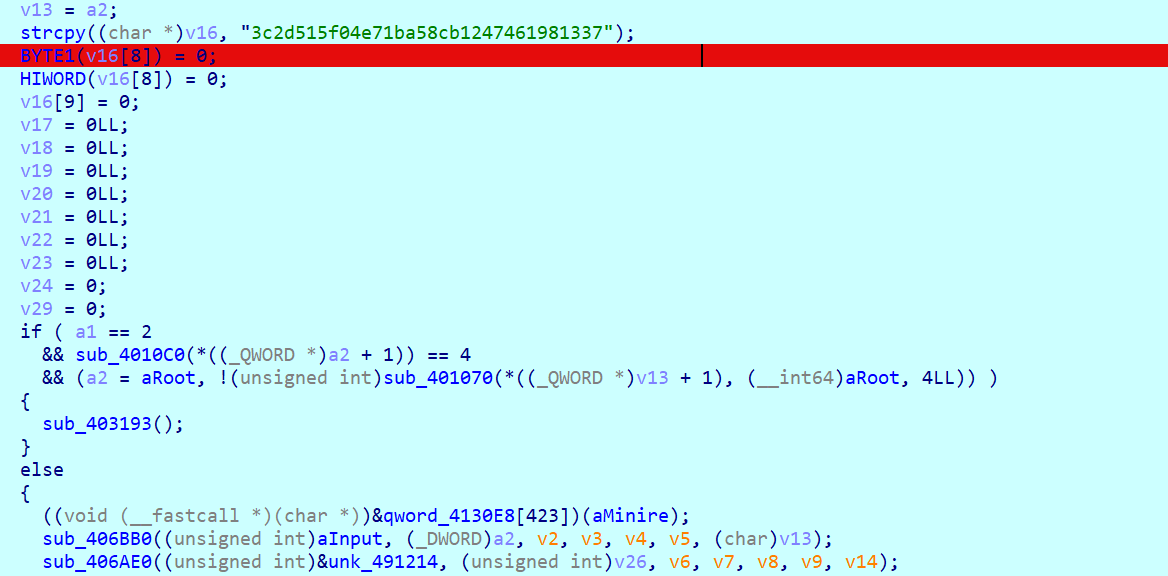 v13 = a2;
strcpy((char *)v16, "3c2d515f04e71ba58cb1247461981337");
BYTE1(v16[8]) = 0;
HIWORD(v16[8]) = 0;
v16[9] = 0;
v17 = 0LL;
v18 = 0LL;
v19 = 0LL;
v20 = 0LL;
v21 = 0LL;
v22 = 0LL;
v23 = 0LL;
v24 = 0;
v29 = 0;
if ( a1 == 2
&& sub_4010C0(*((_QWORD *)a2 + 1)) == 4
&& (a2 = aRoot, !(unsigned int)sub_401070(*((_QWORD *)v13 + 1), (__int64)aRoot, 4LL)) )
{
sub_403193();
}
else
{
((void (__fastcall *)(char *))&qword_4130E8[423])(aMinire);
sub_406BB0((unsigned int)aInput, (_DWORD)a2, v2, v3, v4, v5, (char)v13);
sub_406AE0((unsigned int)&unk_491214, (unsigned int)v26, v6, v7, v8, v9, v14);